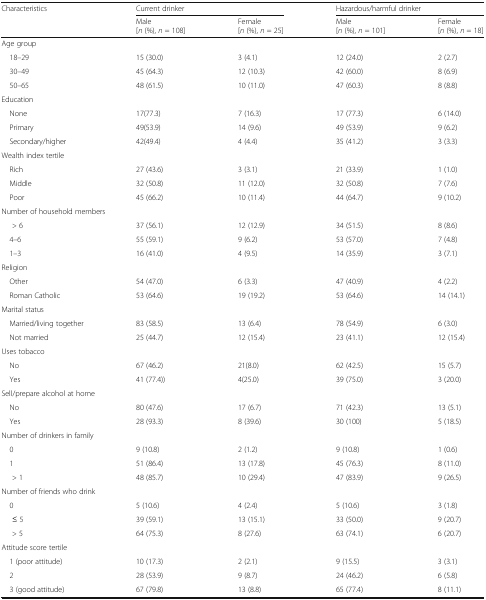 Characteristics Current drinker Hazardous/harmful drinker
Male Female Male Female
[n (%), n = 108] [n (%), n = 25] [n (%), n = 101] [n (%), n = 18]
Age group
18–29 15 (30.0) 3 (4.1) 12 (24.0) 2 (2.7)
30–49 45 (64.3) 12 (10.3) 42 (60.0) 8 (6.9)
50–65 48 (61.5) 10 (11.0) 47 (60.3) 8 (8.8)
Education
None 17(77.3) 7 (16.3) 17 (77.3) 6 (14.0)
Primary 49(53.9) 14 (9.6) 49 (53.9) 9 (6.2)
Secondary/higher 42(49.4) 4 (4.4) 35 (41.2) 3 (3.3)
Wealth index tertile
Rich 27 (43.6) 3 (3.1) 21 (33.9) 1 (1.0)
Middle 32 (50.8) 11 (12.0) 32 (50.8) 7 (7.6)
Poor 45 (66.2) 10 (11.4) 44 (64.7) 9 (10.2)
Number of household members
> 6 37 (56.1) 12 (12.9) 34 (51.5) 8 (8.6)
4–6 55 (59.1) 9 (6.2) 53 (57.0) 7 (4.8)
1–3 16 (41.0) 4 (9.5) 14 (35.9) 3 (7.1)
Religion
Other 54 (47.0) 6 (3.3) 47 (40.9) 4 (2.2)
Roman Catholic 53 (64.6) 19 (19.2) 53 (64.6) 14 (14.1)
Marital status
Married/living together 83 (58.5) 13 (6.4) 78 (54.9) 6 (3.0)
Not married 25 (44.7) 12 (15.4) 23 (41.1) 12 (15.4)
Uses tobacco
No 67 (46.2) 21(8.0) 62 (42.5) 15 (5.7)
Yes 41 (77.4)) 4(25.0) 39 (75.0) 3 (20.0)
Sell/prepare alcohol at home
No 80 (47.6) 17 (6.7) 71 (42.3) 13 (5.1)
Yes 28 (93.3) 8 (39.6) 30 (100) 5 (18.5)
Number of drinkers in family
0 9 (10.8) 2 (1.2) 9 (10.8) 1 (0.6)
1 51 (86.4) 13 (17.8) 45 (76.3) 8 (11.0)
> 1 48 (85.7) 10 (29.4) 47 (83.9) 9 (26.5)
Number of friends who drink
0 5 (10.6) 4 (2.4) 5 (10.6) 3 (1.8)
≤ 5 39 (59.1) 13 (15.1) 33 (50.0) 9 (20.7)
> 5 64 (75.3) 8 (27.6) 63 (74.1) 6 (20.7)
Attitude score tertile
1 (poor attitude) 10 (17.3) 2 (2.1) 9 (15.5) 3 (3.1)
2 28 (53.9) 9 (8.7) 24 (46.2) 6 (5.8)
3 (good attitude) 67 (79.8) 13 (8.8) 65 (77.4) 8 (11.1)